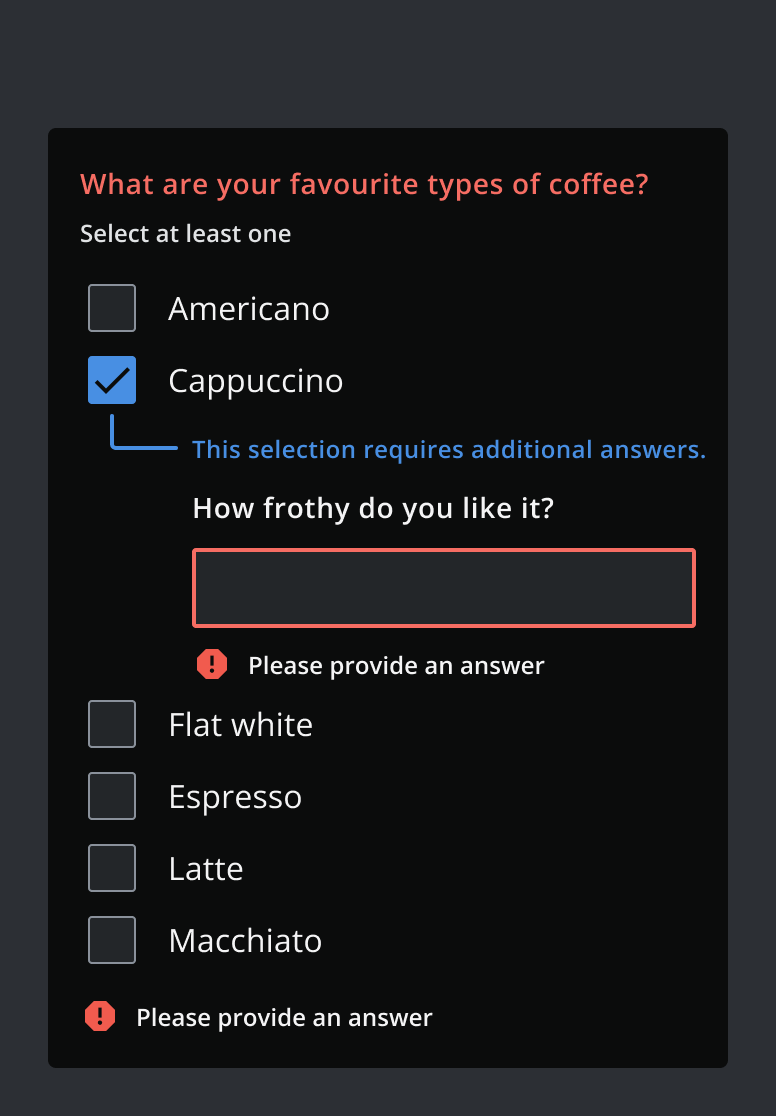 What are your favourite types of coffee?
Select at least one
Americano
Cappuccino
This selection requires additional answers.
How frothy do you like it?
Please provide an answer
Flat white
Espresso
Latte
Macchiato
Please provide an answer